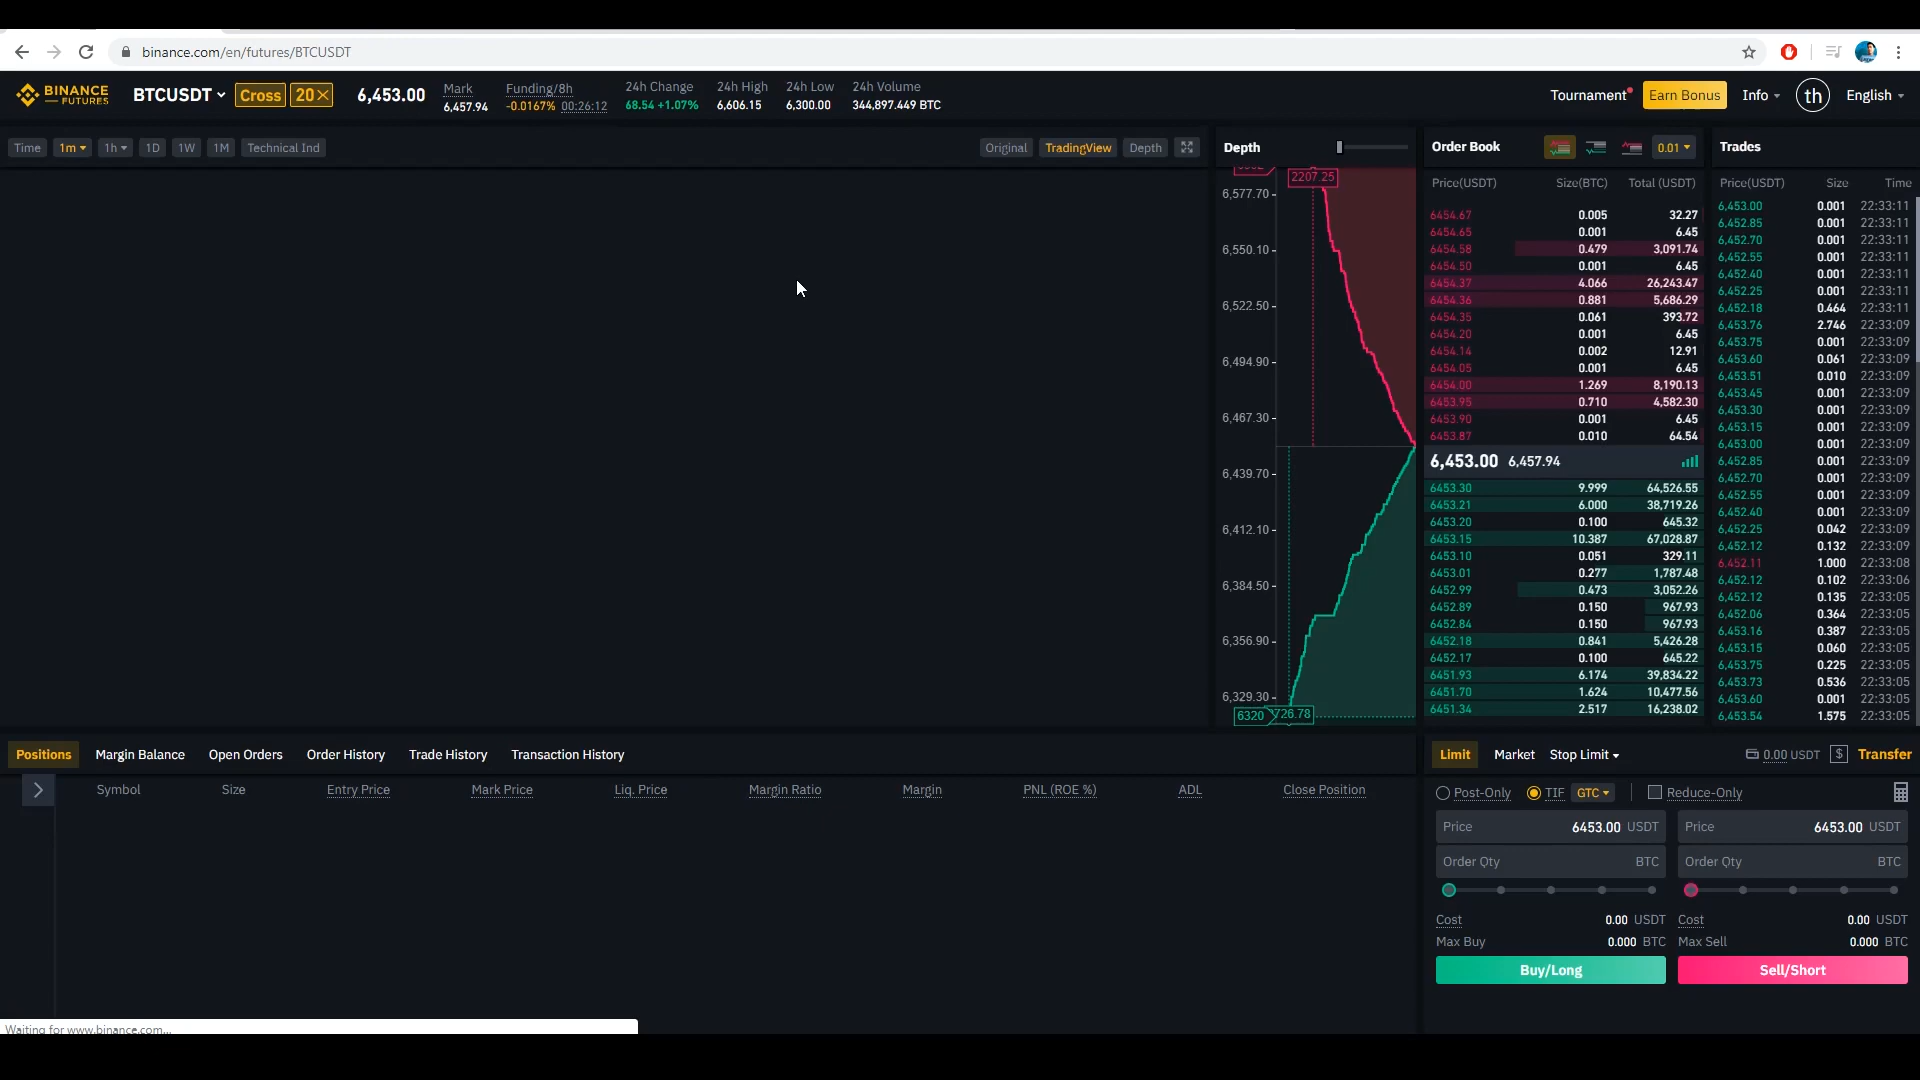 binance.com/en/futures/BTCUSDT
BINANCE
FUTURES
BTCUSDT Cross 20× 6,453.00
Mark
6,457.94
Funding/8h
-0.0167% 00:26:12
24h Change
68.54 +1.07%
24h High
6,606.15
24h Low
6,300.00
24h Volume
344,897.449 BTC
Tournament Earn Bonus Info th English
Time 1m 1h 1D 1W 1M Technical Ind
Original TradingView Depth
Depth
2207.25
6,577.70
6,550.10
6,522.50
6,494.90
6,467.30
6,439.70
6,412.10
6,384.50
6,356.90
6,329.30
6320 726.78
Order Book 0.01
Price(USDT) Size(BTC) Total (USDT)
6454.67 0.005 32.27
6454.65 0.001 6.45
6454.58 0.479 3,091.74
6454.50 0.001 6.45
6454.37 4.066 26,243.47
6454.36 0.881 5,686.29
6454.35 0.061 393.72
6454.20 0.001 6.45
6454.14 0.002 12.91
6454.05 0.001 6.45
6454.00 1.269 8,190.13
6453.95 0.710 4,582.30
6453.90 0.001 6.45
6453.87 0.010 64.54
6,453.00 6,457.94
6453.30 9.999 64,526.55
6453.21 6.000 38,719.26
6453.20 0.100 645.32
6453.15 10.387 67,028.87
6453.10 0.051 329.11
6453.01 0.277 1,787.48
6452.99 0.473 3,052.26
6452.89 0.150 967.93
6452.84 0.150 967.93
6452.18 0.841 5,426.28
6452.17 0.100 645.22
6451.93 6.174 39,834.22
6451.70 1.624 10,477.56
6451.34 2.517 16,238.02
Trades
Price(USDT) Size Time
6,453.00 0.001 22:33:11
6,452.85 0.001 22:33:11
6,452.70 0.001 22:33:11
6,452.55 0.001 22:33:11
6,452.40 0.001 22:33:11
6,452.25 0.001 22:33:11
6,452.18 0.464 22:33:11
6,453.76 2.746 22:33:09
6,453.75 0.001 22:33:09
6,453.60 0.061 22:33:09
6,453.51 0.010 22:33:09
6,453.45 0.001 22:33:09
6,453.30 0.001 22:33:09
6,453.15 0.001 22:33:09
6,453.00 0.001 22:33:09
6,452.85 0.001 22:33:09
6,452.70 0.001 22:33:09
6,452.55 0.001 22:33:09
6,452.40 0.001 22:33:09
6,452.25 0.042 22:33:09
6,452.12 0.132 22:33:09
6,452.11 1.000 22:33:08
6,452.12 0.102 22:33:06
6,452.12 0.135 22:33:05
6,452.06 0.364 22:33:05
6,453.16 0.387 22:33:05
6,453.15 0.060 22:33:05
6,453.75 0.225 22:33:05
6,453.73 0.536 22:33:05
6,453.60 0.001 22:33:05
6,453.54 1.575 22:33:05
Positions Margin Balance Open Orders Order History Trade History Transaction History
Symbol Size Entry Price Mark Price Liq. Price Margin Ratio Margin PNL (ROE %) ADL Close Position
Limit Market Stop Limit 0.00 USDT $ Transfer
Post-Only TIF GTC Reduce-Only
Price 6453.00 USDT Price 6453.00 USDT
Order Qty BTC Order Qty BTC
Cost 0.00 USDT Cost 0.00 USDT
Max Buy 0.000 BTC Max Sell 0.000 BTC
Buy/Long Sell/Short
Waiting for www.binance.com...